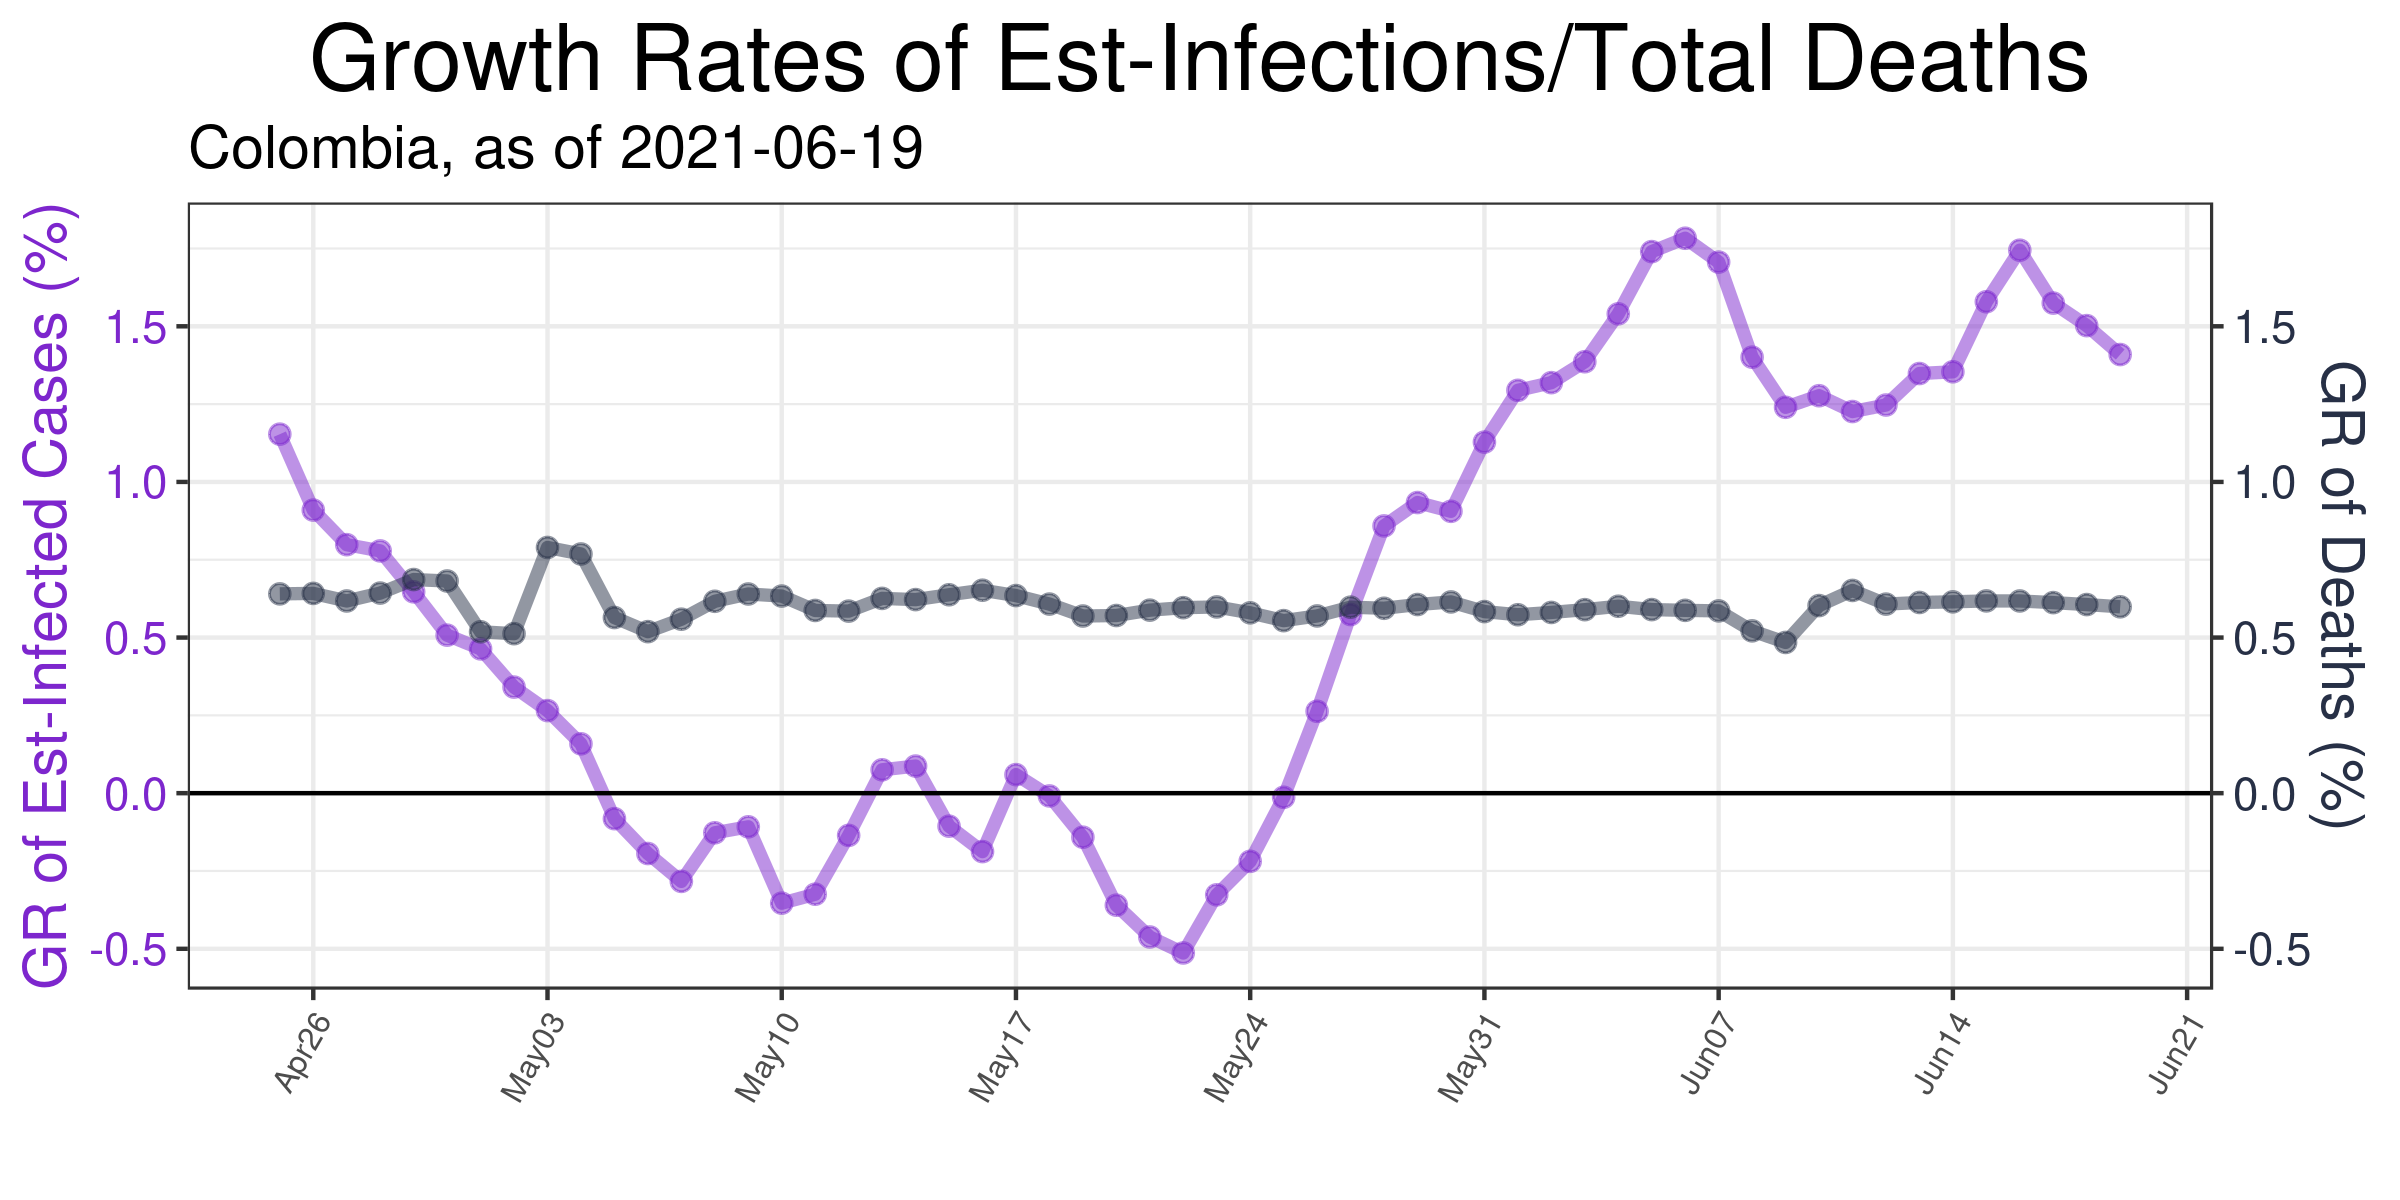 Growth Rates of Est-Infections/Total Deaths
Colombia, as of 2021-06-19
GR of Est-Infected Cases (%)
1.5
1.0
0.5
0.0
-0.5
1.5
1.0
0.5
0.0
-0.5
GR of Deaths (%)
Apr26
May03
May10
May17
May24
May31
Jun07
Jun14
Jun21